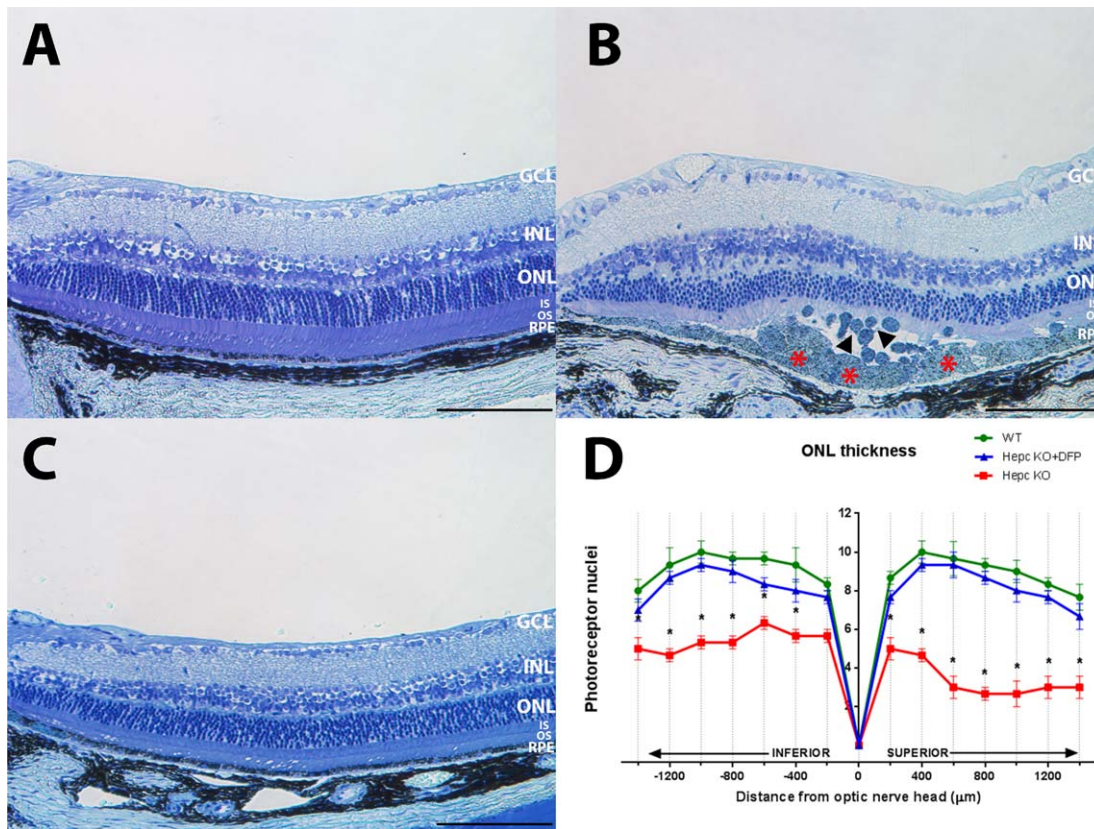 A
GCL
INL
ONL
IS
OS
RPE
B
GC
IN
ON
IS
OS
RP
*
*
*
C
GCL
INL
ONL
IS
OS
RPE
D
ONL thickness
WT
Hepc KO+DFP
Hepc KO
Photoreceptor nuclei
12
10
8
6
4
2
* * * * * *
* * * * * * *
INFERIOR SUPERIOR
-1200 -800 -400 0 400 800 1200
Distance from optic nerve head (μm)